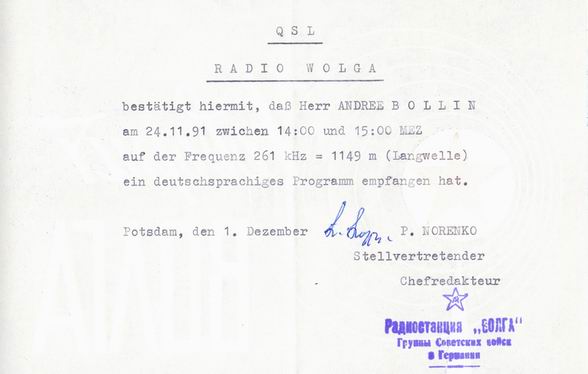 Q S L
R A D I O  W O L G A
bestätigt hiermit, daß Herr ANDREE B O L L I N
am 24.11.91 zwichen 14:00 und 15:00 MEZ
auf der Frequenz 261 kHz = 1149 m (Langwelle)
ein deutschsprachiges Programm empfangen hat.
Potsdam, den 1. Dezember P. NORENKO
Stellvertretender
Chefredakteur
Радиостанция „ВОЛГА"
Группы Советских войск
в Германии